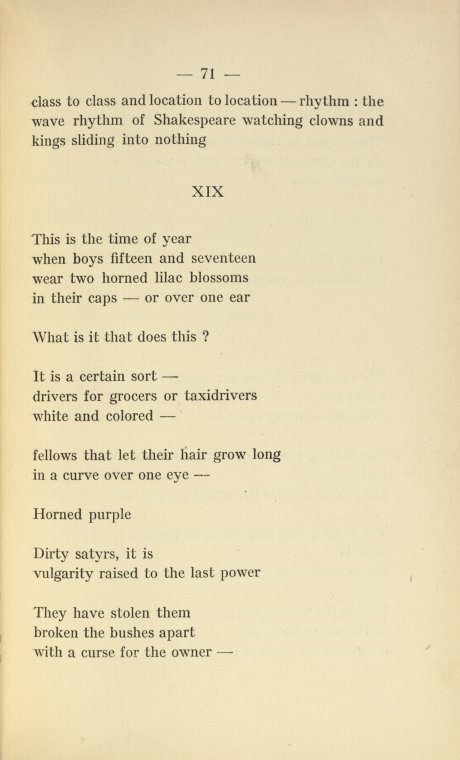 — 71 —
class to class and location to location — rhythm : the
wave rhythm of Shakespeare watching clowns and
kings sliding into nothing
XIX
This is the time of year
when boys fifteen and seventeen
wear two horned lilac blossoms
in their caps — or over one ear
What is it that does this ?
It is a certain sort —
drivers for grocers or taxidrivers
white and colored —
fellows that let their hair grow long
in a curve over one eye —
Horned purple
Dirty satyrs, it is
vulgarity raised to the last power
They have stolen them
broken the bushes apart
with a curse for the owner —